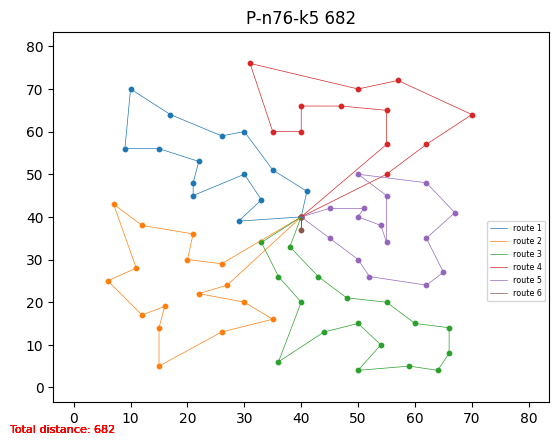 P-n76-k5 682
80
70
60
50
40
30
20
10
0
0 10 20 30 40 50 60 70 80
route 1
route 2
route 3
route 4
route 5
route 6
Total distance: 682